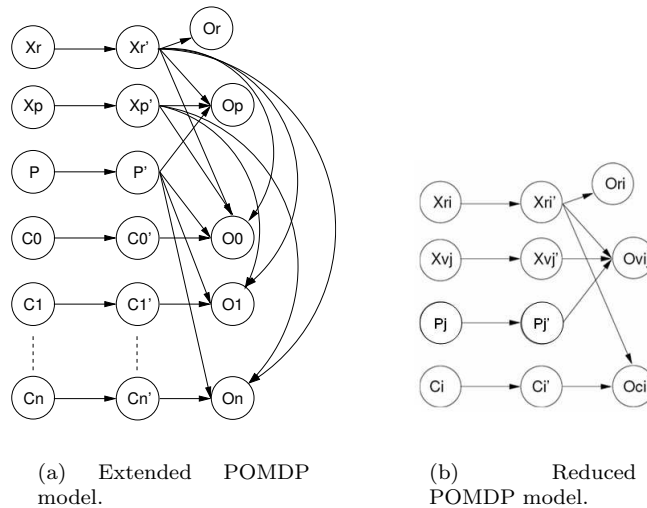 Xr Xr' Or
Xp Xp' Op
P P'
C0 C0' O0
C1 C1' O1
Cn Cn' On
Xri Xri' Ori
Xvj Xvj' Ovij
Pj Pj'
Ci Ci' Oci
(a) Extended POMDP
model.
(b) Reduced
POMDP model.